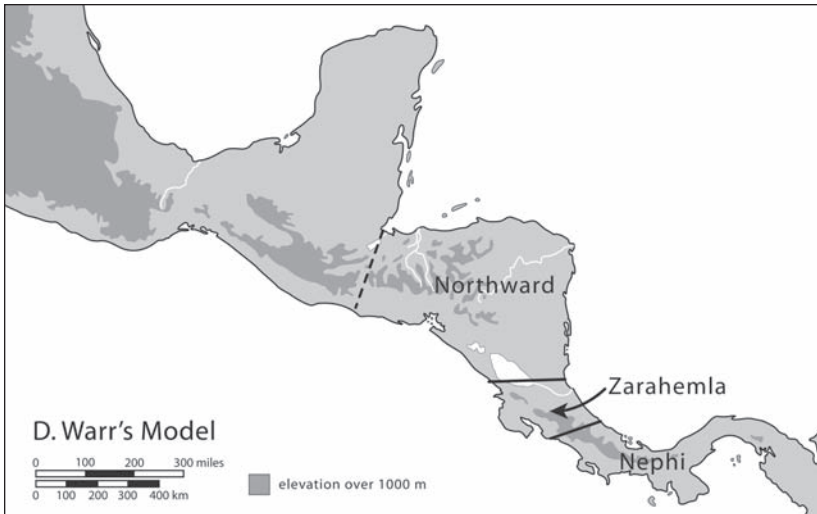 Northward
Zarahemla
Nephi
D. Warr's Model
0 100 200 300 miles
0 100 200 300 400 km
elevation over 1000 m